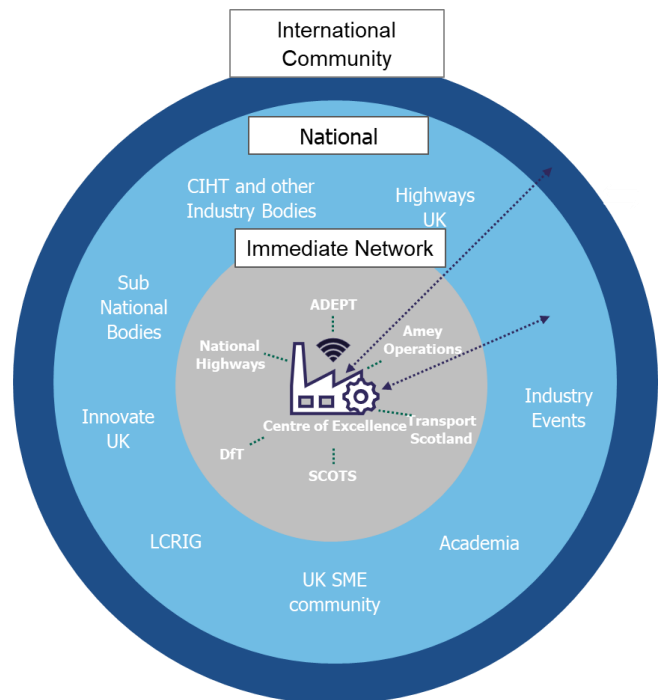 International
Community
National
CIHT and other
Industry Bodies
Highways
UK
Immediate Network
Sub
National
Bodies
ADEPT
National
Highways
Amey
Operations
Innovate
UK
Industry
Events
Centre of Excellence
Transport
Scotland
DfT
SCOTS
LCRIG
Academia
UK SME
community